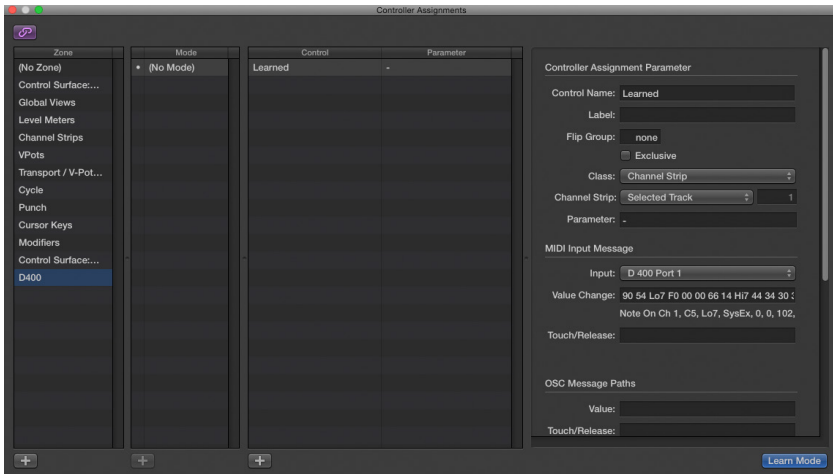 Controller Assignments
Zone
(No Zone)
Control Surface:...
Global Views
Level Meters
Channel Strips
VPots
Transport / V-Pot...
Cycle
Punch
Cursor Keys
Modifiers
Control Surface:...
D400
Mode
• (No Mode)
Control Parameter
Learned -
Controller Assignment Parameter
Control Name: Learned
Label:
Flip Group: none
Exclusive
Class: Channel Strip
Channel Strip: Selected Track 1
Parameter: -
MIDI Input Message
Input: D 400 Port 1
Value Change: 90 54 Lo7 F0 00 00 66 14 Hi7 44 34 30
Note On Ch 1, C5, Lo7, SysEx, 0, 0, 102,
Touch/Release:
OSC Message Paths
Value:
Touch/Release:
Learn Mode